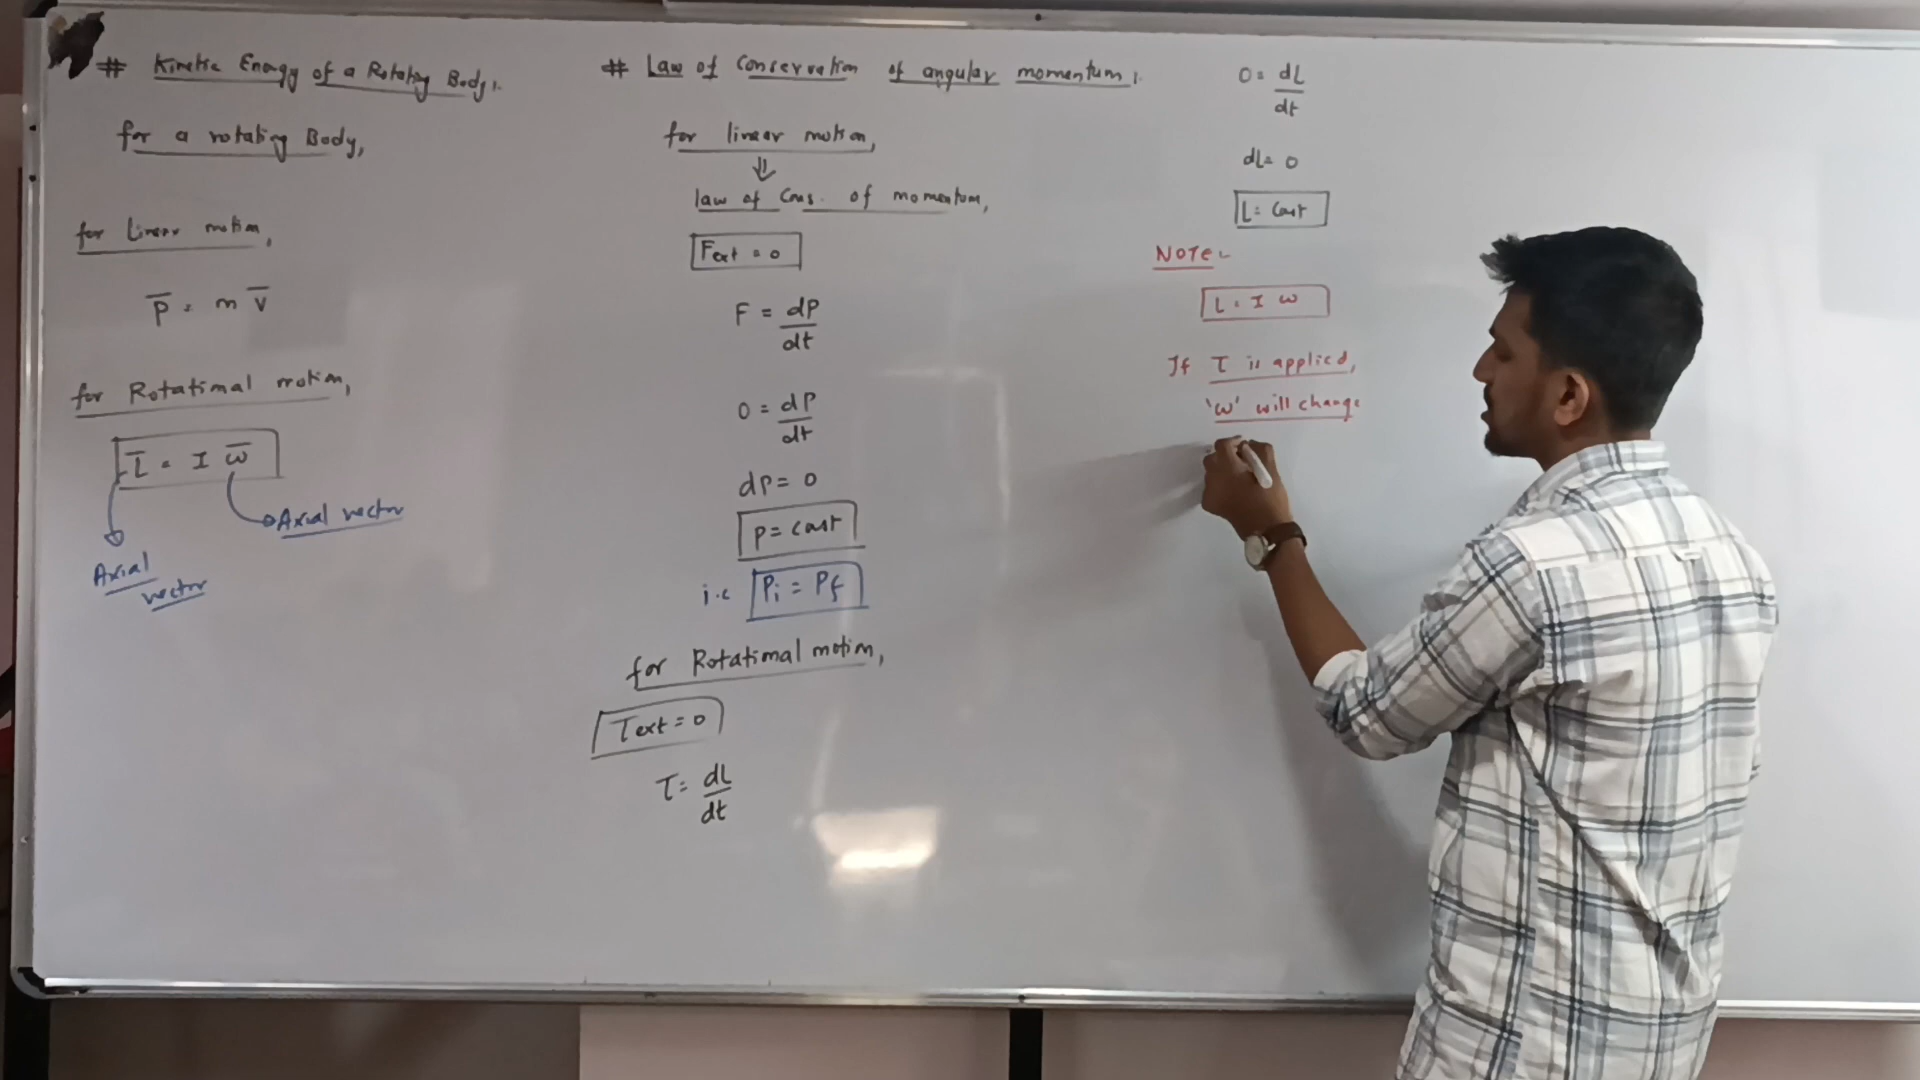 # Kinetic Energy of a Rotating Body,
for a rotating Body,
for Linear motion,
P̅ = m V̅
for Rotational motion,
L̅ = I ω̅
Axial vector
Axial
vector
# Law of Conservation of angular momentum,
for linear motion,
⇓
law of Cons. of momentum,
Fext = 0
F = dP/dt
0 = dP/dt
dP = 0
P = Const
i.e Pi = Pf
for Rotational motion,
τext = 0
τ = dL/dt
0 = dL/dt
dL = 0
L = Const
NOTE:-
L = I ω
If τ is applied,
'ω' will change